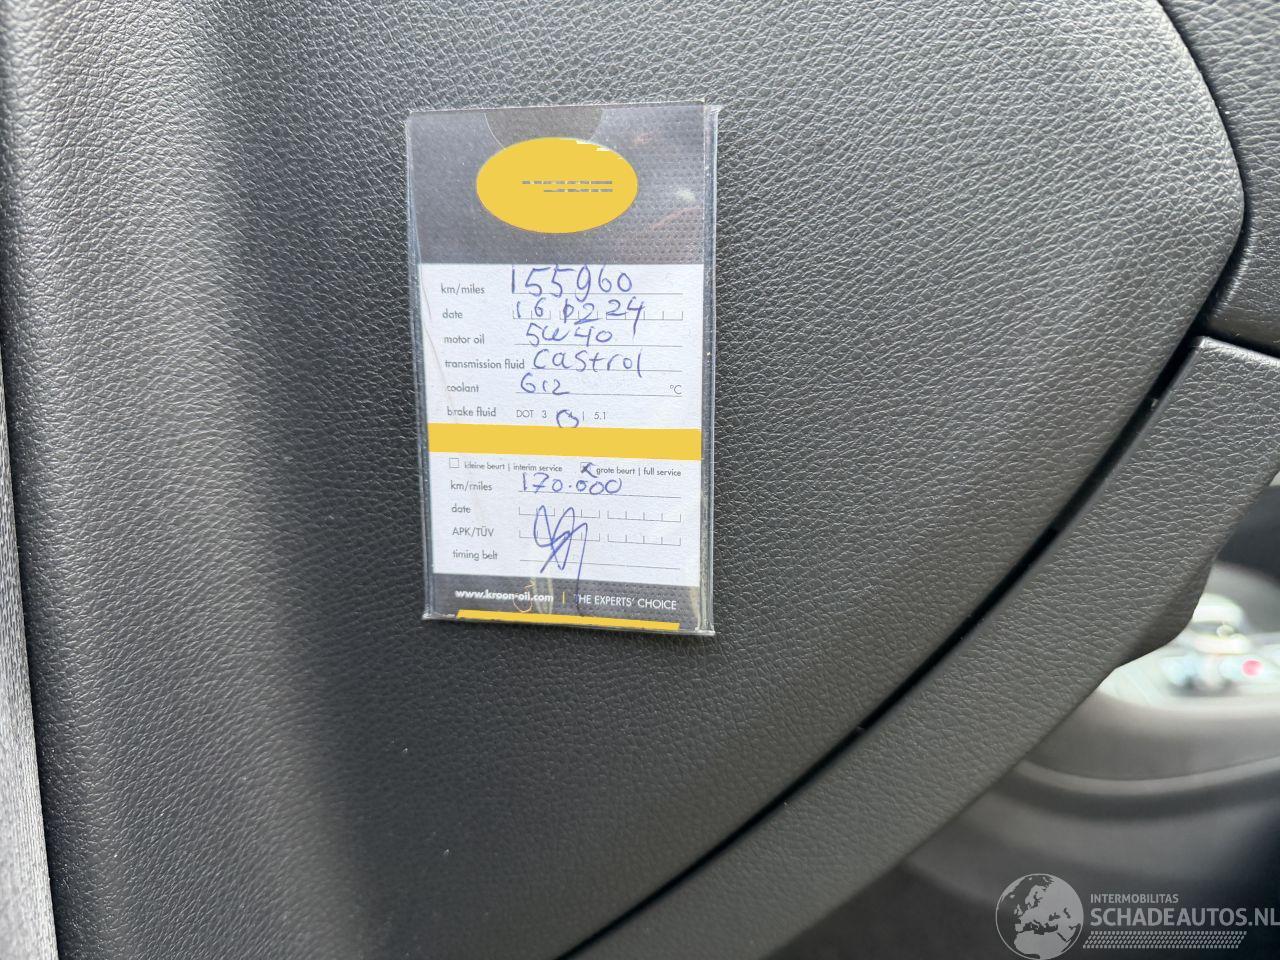 km/miles 155960
date 16 02 24
motor oil 5W40
transmission fluid Castrol
coolant G12 °C
brake fluid DOT 3 | 5.1
kleine beurt | interim service grote beurt | full service
km/miles 170.000
date
APK/TÜV
timing belt
www.kroon-oil.com | THE EXPERTS' CHOICE
INTERMOBILITAS
SCHADEAUTOS.NL